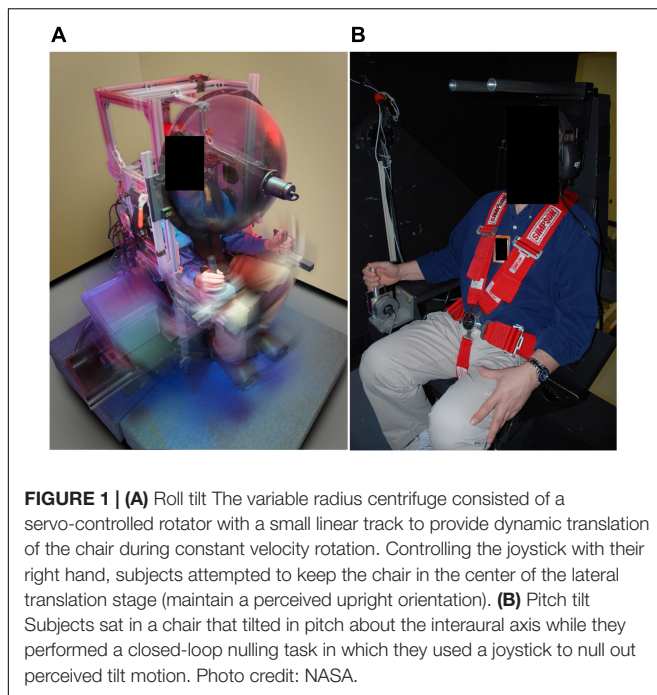 A
B
SIMPSON
SIMPSON
FIGURE 1 | (A) Roll tilt The variable radius centrifuge consisted of a
servo-controlled rotator with a small linear track to provide dynamic translation
of the chair during constant velocity rotation. Controlling the joystick with their
right hand, subjects attempted to keep the chair in the center of the lateral
translation stage (maintain a perceived upright orientation). (B) Pitch tilt
Subjects sat in a chair that tilted in pitch about the interaural axis while they
performed a closed-loop nulling task in which they used a joystick to null out
perceived tilt motion. Photo credit: NASA.